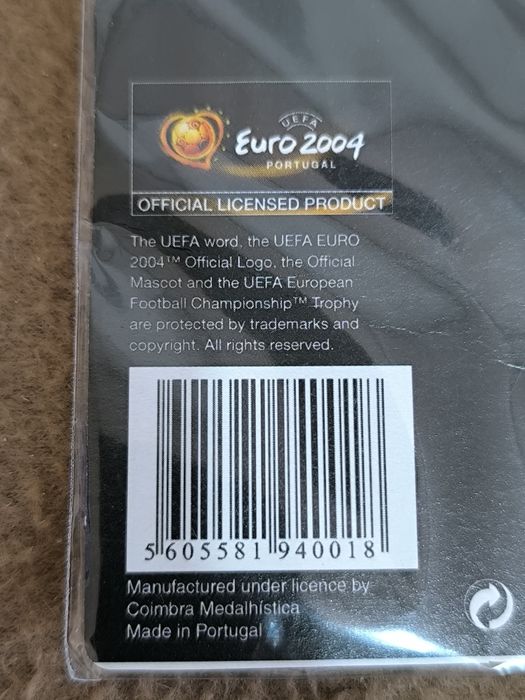 UEFA
Euro 2004
PORTUGAL
OFFICIAL LICENSED PRODUCT
The UEFA word, the UEFA EURO
2004™ Official Logo, the Official
Mascot and the UEFA European
Football Championship™ Trophy
are protected by trademarks and
copyright. All rights reserved.
5 605581 940018
Manufactured under licence by
Coimbra Medalhística
Made in Portugal